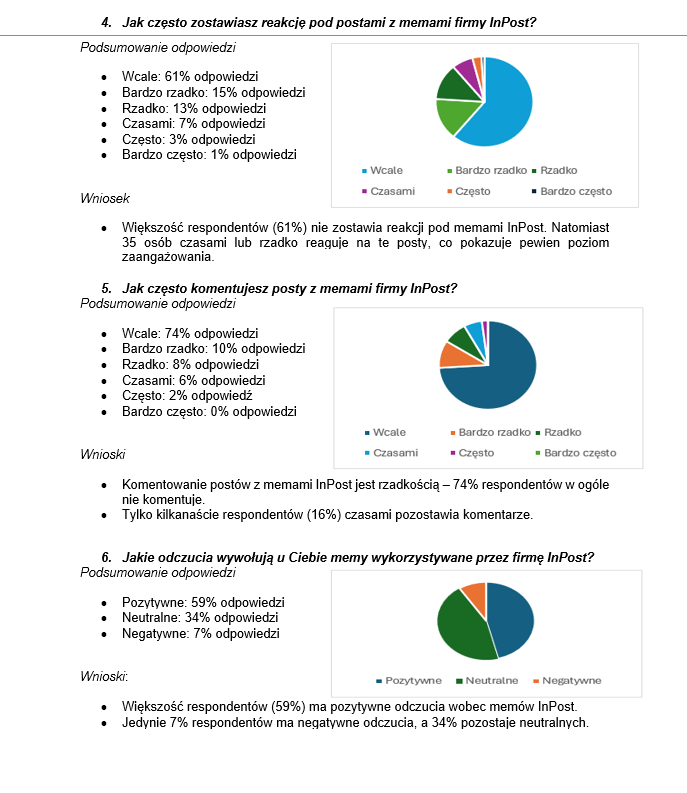 4. Jak często zostawiasz reakcję pod postami z memami firmy InPost?
Podsumowanie odpowiedzi
• Wcale: 61% odpowiedzi
• Bardzo rzadko: 15% odpowiedzi
• Rzadko: 13% odpowiedzi
• Czasami: 7% odpowiedzi
• Często: 3% odpowiedzi
• Bardzo często: 1% odpowiedzi
Wcale Bardzo rzadko Rzadko
Czasami Często Bardzo często
Wniosek
• Większość respondentów (61%) nie zostawia reakcji pod memami InPost. Natomiast
35 osób czasami lub rzadko reaguje na te posty, co pokazuje pewien poziom
zaangażowania.
5. Jak często komentujesz posty z memami firmy InPost?
Podsumowanie odpowiedzi
• Wcale: 74% odpowiedzi
• Bardzo rzadko: 10% odpowiedzi
• Rzadko: 8% odpowiedzi
• Czasami: 6% odpowiedzi
• Często: 2% odpowiedź
• Bardzo często: 0% odpowiedzi
Wcale Bardzo rzadko Rzadko
Czasami Często Bardzo często
Wnioski
• Komentowanie postów z memami InPost jest rzadkością – 74% respondentów w ogóle
nie komentuje.
• Tylko kilkanaście respondentów (16%) czasami pozostawia komentarze.
6. Jakie odczucia wywołują u Ciebie memy wykorzystywane przez firmę InPost?
Podsumowanie odpowiedzi
• Pozytywne: 59% odpowiedzi
• Neutralne: 34% odpowiedzi
• Negatywne: 7% odpowiedzi
Pozytywne Neutralne Negatywne
Wnioski:
• Większość respondentów (59%) ma pozytywne odczucia wobec memów InPost.
• Jedynie 7% respondentów ma negatywne odczucia, a 34% pozostaje neutralnych.